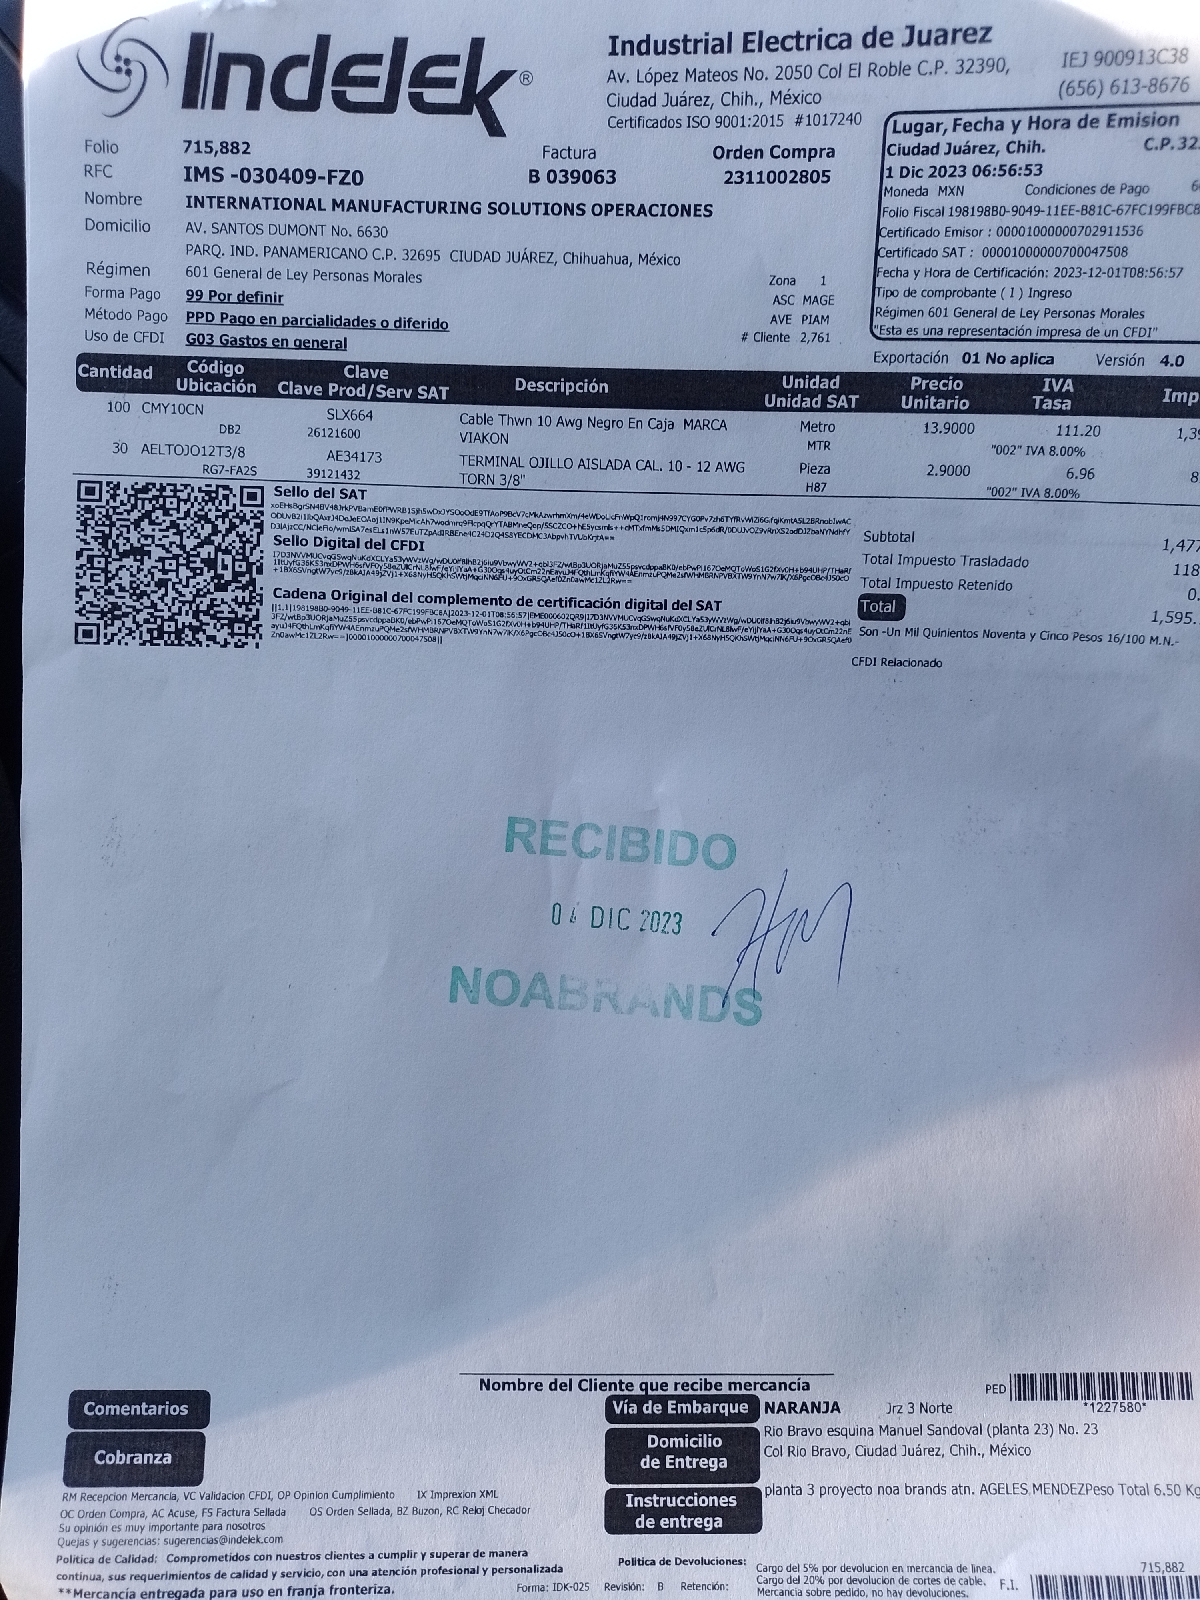 Indelek®
Industrial Electrica de Juarez
Av. López Mateos No. 2050 Col El Roble C.P. 32390,
Ciudad Juárez, Chih., México
Certificados ISO 9001:2015 #1017240
IEJ 900913C38
(656) 613-8676
Folio 715,882
RFC IMS -030409-FZ0
Factura
B 039063
Orden Compra
2311002805
Nombre INTERNATIONAL MANUFACTURING SOLUTIONS OPERACIONES
Domicilio AV. SANTOS DUMONT No. 6630
PARQ. IND. PANAMERICANO C.P. 32695 CIUDAD JUÁREZ, Chihuahua, México
Régimen 601 General de Ley Personas Morales
Forma Pago 99 Por definir
Método Pago PPD Pago en parcialidades o diferido
Uso de CFDI G03 Gastos en general
Zona 1
ASC MAGE
AVE PIAM
# Cliente 2,761
Lugar, Fecha y Hora de Emision
Ciudad Juárez, Chih. C.P.32
1 Dic 2023 06:56:53
Moneda MXN Condiciones de Pago
Folio Fiscal 198198B0-9049-11EE-B81C-67FC199FBC8
Certificado Emisor : 00001000000702911536
Certificado SAT : 00001000000700047508
Fecha y Hora de Certificación: 2023-12-01T08:56:57
Tipo de comprobante ( I ) Ingreso
Régimen 601 General de Ley Personas Morales
"Esta es una representación impresa de un CFDI"
Exportación 01 No aplica Versión 4.0
Cantidad Código Ubicación Clave Clave Prod/Serv SAT Descripción Unidad Unidad SAT Precio Unitario IVA Tasa Imp
100 CMY10CN SLX664 Cable Thwn 10 Awg Negro En Caja MARCA Metro 13.9000 111.20 1,3
DB2 26121600 VIAKON MTR "002" IVA 8.00%
30 AELTOJO12T3/8 AE34173 TERMINAL OJILLO AISLADA CAL. 10 - 12 AWG Pieza 2.9000 6.96 8
RG7-FA2S 39121432 TORN 3/8" H87 "002" IVA 8.00%
Sello del SAT
Sello Digital del CFDI
Cadena Original del complemento de certificación digital del SAT
Subtotal 1,477
Total Impuesto Trasladado 118
Total Impuesto Retenido 0.
Total 1,595.
Son -Un Mil Quinientos Noventa y Cinco Pesos 16/100 M.N.-
CFDI Relacionado
RECIBIDO
DIC 2023
NOABRANDS
Nombre del Cliente que recibe mercancía
PED *1227580*
Comentarios
Cobranza
Vía de Embarque NARANJA Jrz 3 Norte
Domicilio de Entrega Rio Bravo esquina Manuel Sandoval (planta 23) No. 23
Col Rio Bravo, Ciudad Juárez, Chih., México
Instrucciones de entrega planta 3 proyecto noa brands atn. AGELES MENDEZPeso Total 6.50 Kg
RM Recepcion Mercancia, VC Validacion CFDI, OP Opinion Cumplimiento IX Impresion XML
OC Orden Compra, AC Acuse, FS Factura Sellada OS Orden Sellada, BZ Buzon, RC Reloj Checador
Su opinión es muy importante para nosotros
Quejas y sugerencias: sugerencias@indelek.com
Política de Calidad: Comprometidos con nuestros clientes a cumplir y superar de manera
continua, sus requerimientos de calidad y servicio, con una atención profesional y personalizada
**Mercancía entregada para uso en franja fronteriza.
Forma: IDK-025 Revisión: B Retención:
Política de Devoluciones: Cargo del 5% por devolucion en mercancia de linea.
Cargo del 20% por devolucion de cortes de cable.
Mercancia sobre pedido, no hay devoluciones.
F.I. 715,882